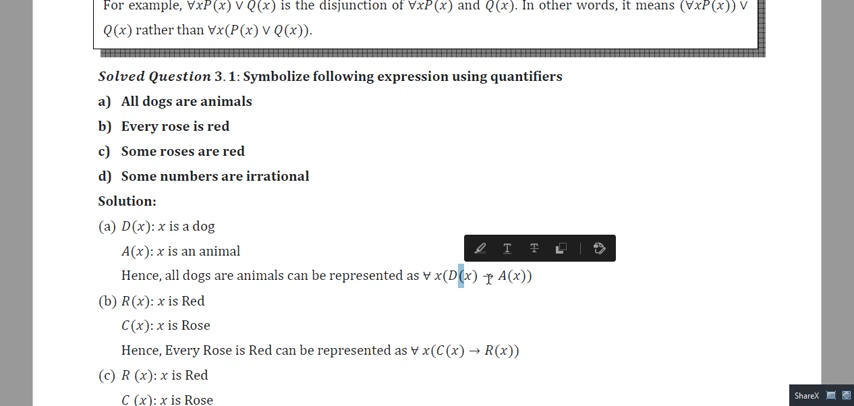 For example, ∀xP(x) ∨ Q(x) is the disjunction of ∀xP(x) and Q(x). In other words, it means (∀xP(x)) ∨
Q(x) rather than ∀x(P(x) ∨ Q(x)).
Solved Question 3.1: Symbolize following expression using quantifiers
a) All dogs are animals
b) Every rose is red
c) Some roses are red
d) Some numbers are irrational
Solution:
(a) D(x): x is a dog
A(x): x is an animal
Hence, all dogs are animals can be represented as ∀ x(D(x) → A(x))
(b) R(x): x is Red
C(x): x is Rose
Hence, Every Rose is Red can be represented as ∀ x(C(x) → R(x))
(c) R (x): x is Red
C (x): x is Rose
ShareX